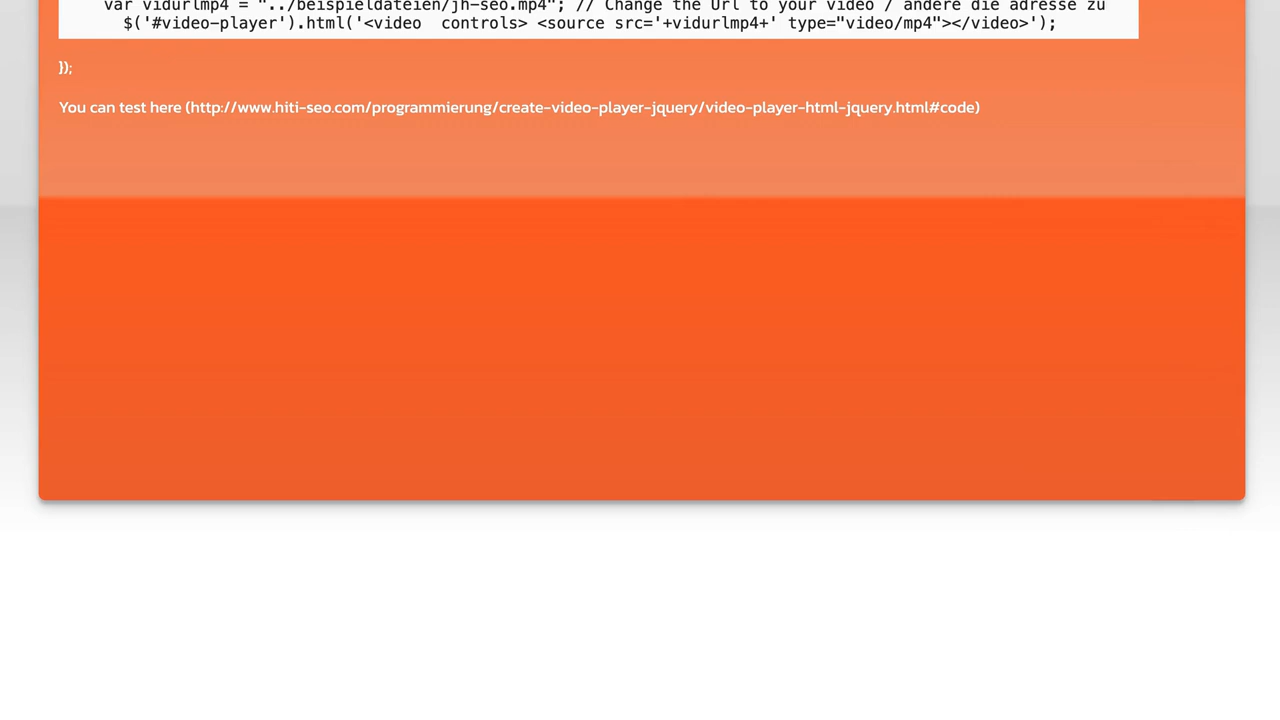 var vidurlmp4 = "../beispieldateien/jh-seo.mp4"; // Change the Url to your video / ändere die adresse zu
$('#video-player').html('<video  controls> <source src='+vidurlmp4+' type="video/mp4"></video>');
});
You can test here (http://www.hiti-seo.com/programmierung/create-video-player-jquery/video-player-html-jquery.html#code)